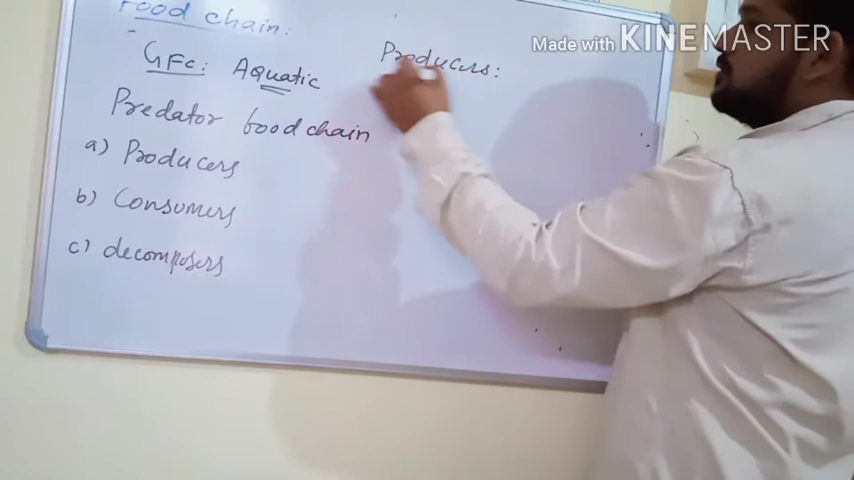 Food chain:
GFC: Aquatic
Predator food chain
a) Producers
b) Consumers
c) decomposers
Producers:
Made with KINEMASTER